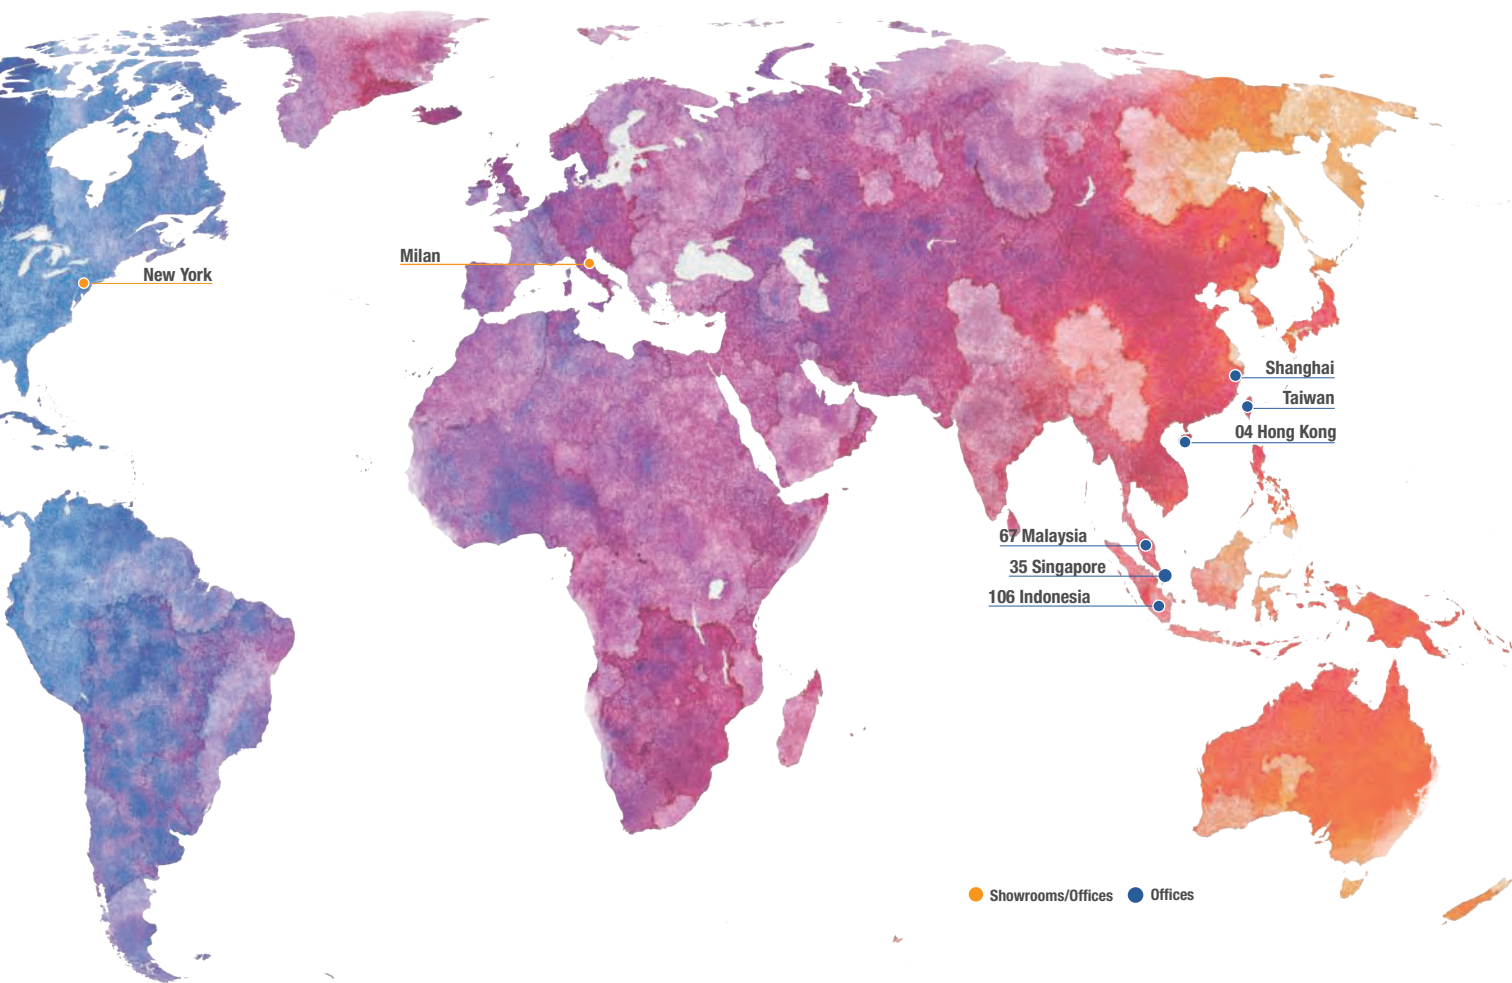 Milan
New York
Shanghai
Taiwan
04 Hong Kong
67 Malaysia
35 Singapore
106 Indonesia
Showrooms/Offices
Offices